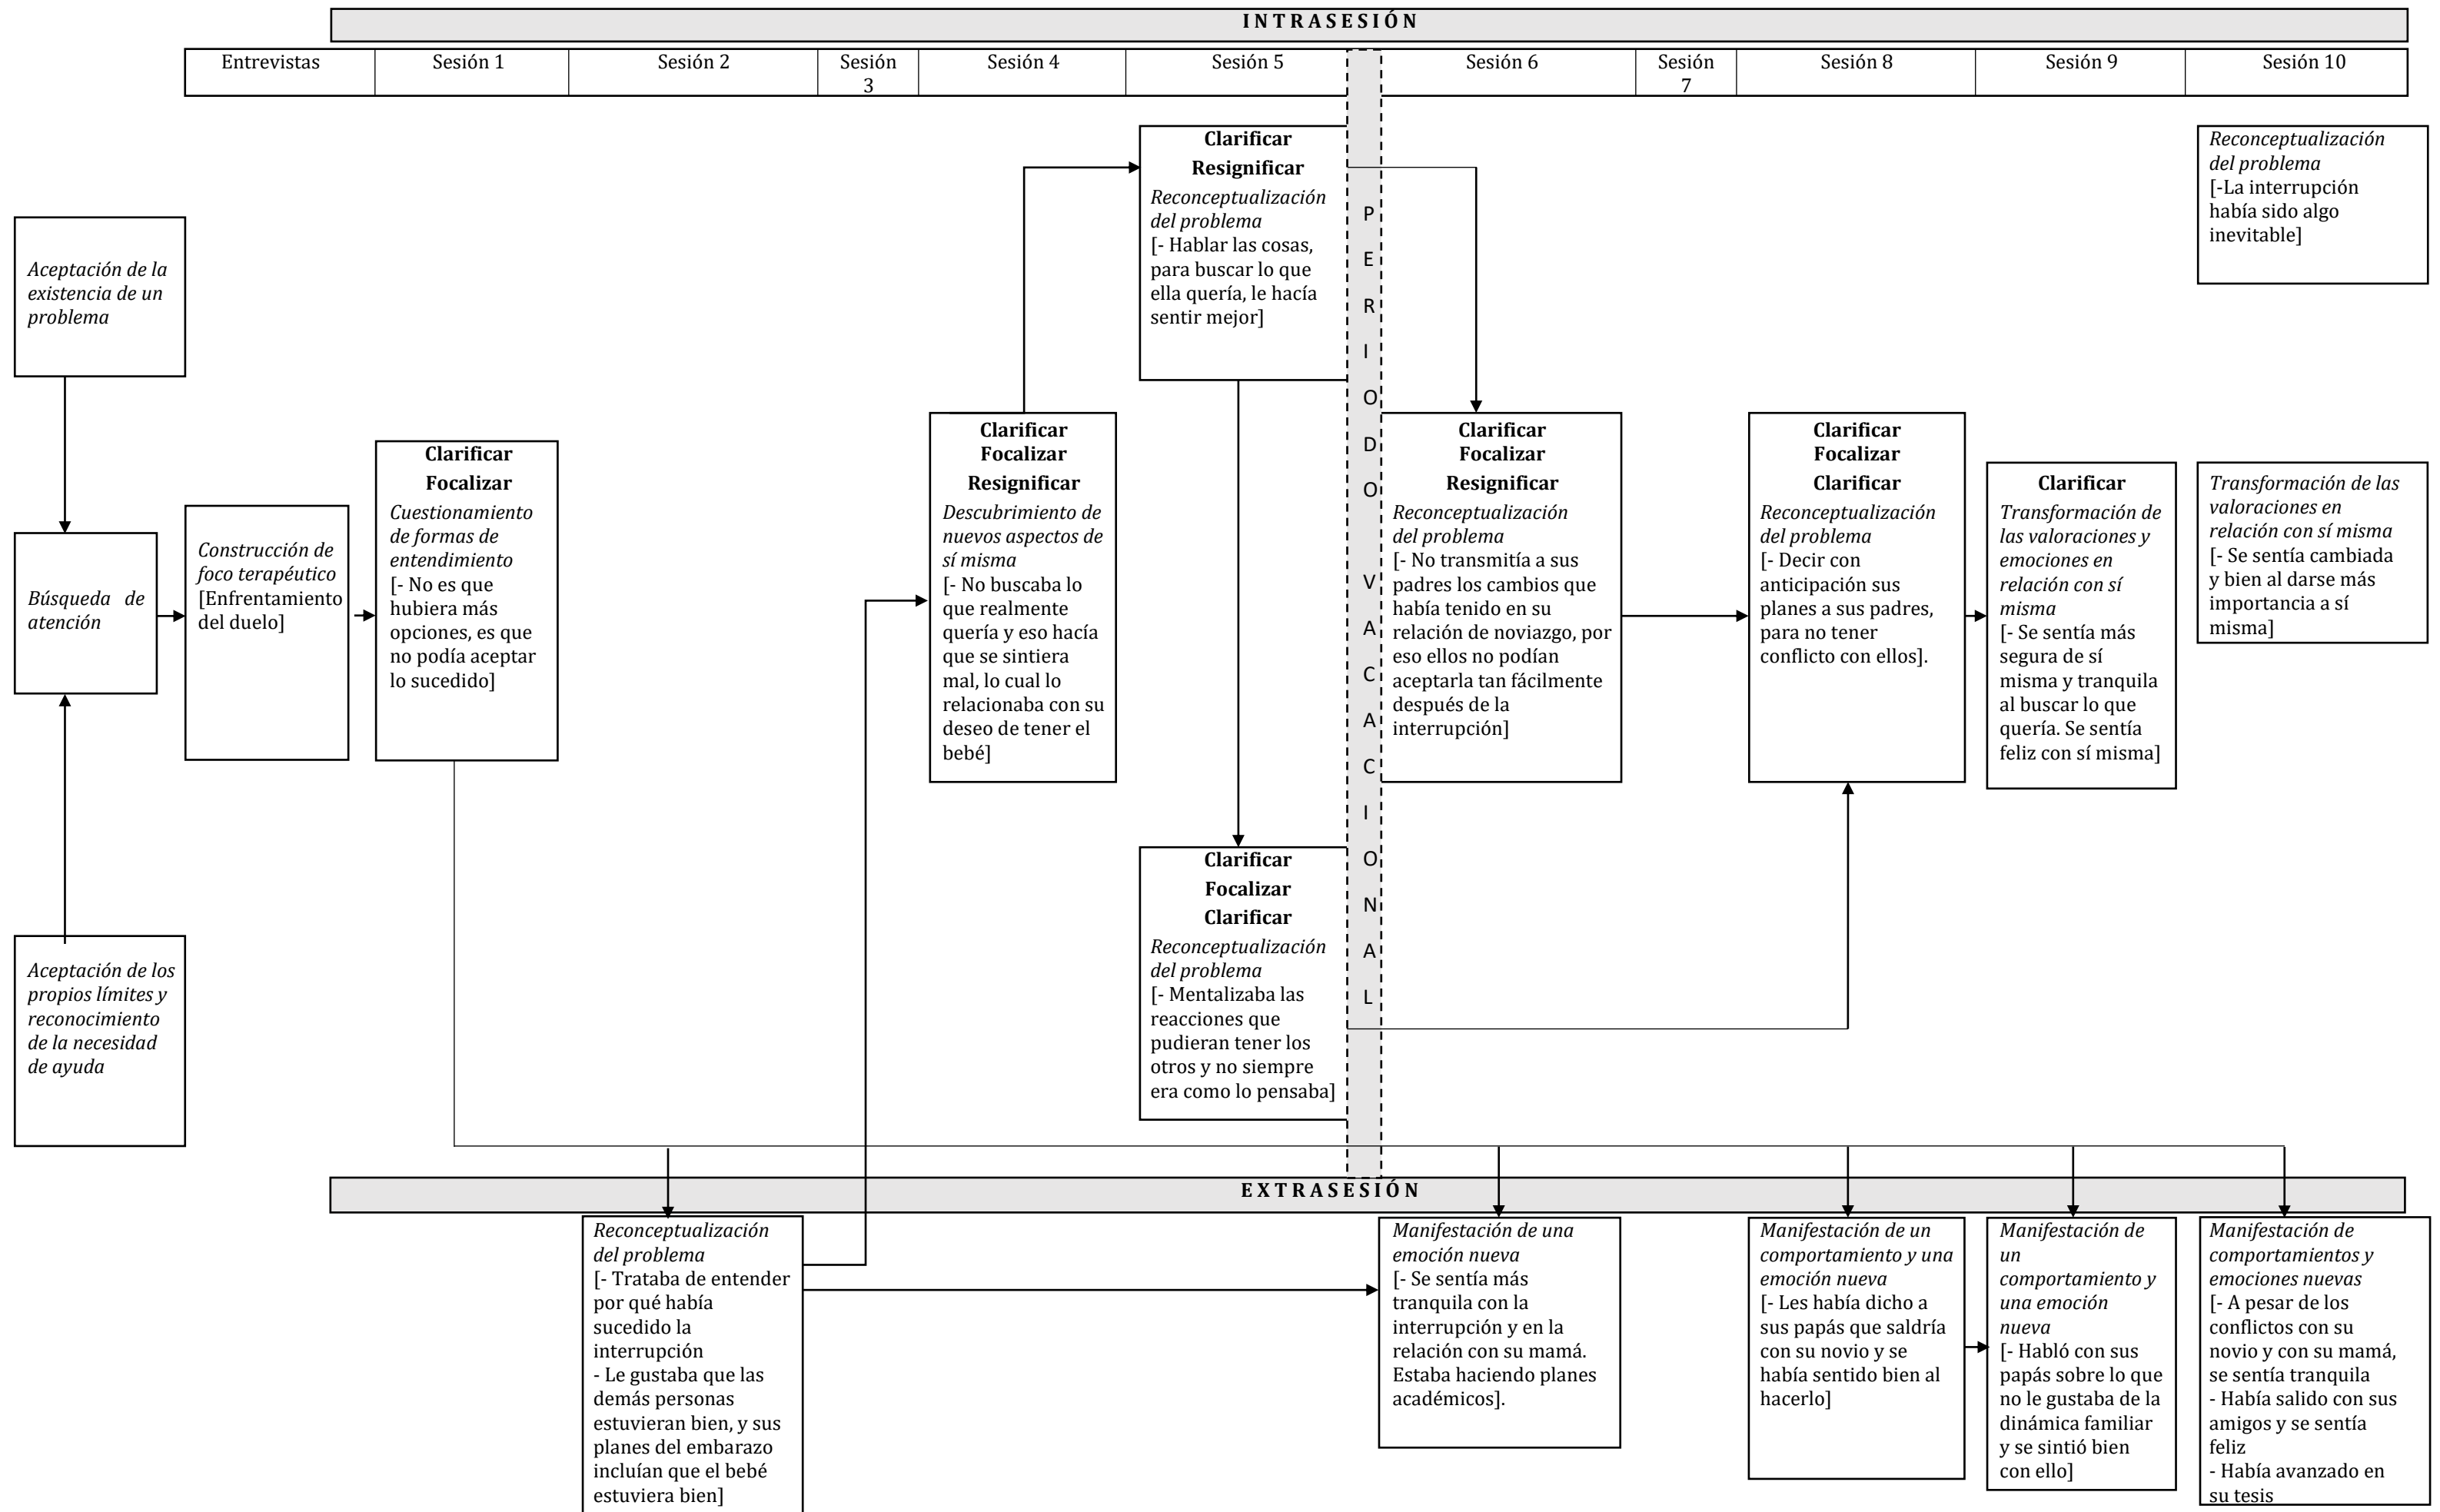 INTRASESIÓN
Entrevistas
Sesión 1
Sesión 2
Sesión
3
Sesión 4
Sesión 5
Sesión 6
Sesión
7
Sesión 8
Sesión 9
Sesión 10
Aceptación de la
existencia de un
problema
Búsqueda de
atención
Aceptación de los
propios límites y
reconocimiento
de la necesidad
de ayuda
Construcción de
foco terapéutico
[Enfrentamiento
del duelo]
Clarificar
Focalizar
Cuestionamiento
de formas de
entendimiento
[- No es que
hubiera más
opciones, es que
no podía aceptar
lo sucedido]
Clarificar
Focalizar
Resignificar
Descubrimiento de
nuevos aspectos de
sí misma
[- No buscaba lo
que realmente
quería y eso hacía
que se sintiera
mal, lo cual lo
relacionaba con su
deseo de tener el
bebé]
Clarificar
Resignificar
Reconceptualización
del problema
[- Hablar las cosas,
para buscar lo que
ella quería, le hacía
sentir mejor]
Clarificar
Focalizar
Clarificar
Reconceptualización
del problema
[- Mentalizaba las
reacciones que
pudieran tener los
otros y no siempre
era como lo pensaba]
PERIODO VACACIONAL
Clarificar
Focalizar
Resignificar
Reconceptualización
del problema
[- No transmitía a sus
padres los cambios que
había tenido en su
relación de noviazgo, por
eso ellos no podían
aceptarla tan fácilmente
después de la
interrupción]
Clarificar
Focalizar
Clarificar
Reconceptualización
del problema
[- Decir con
anticipación sus
planes a sus padres,
para no tener
conflicto con ellos].
Clarificar
Transformación de
las valoraciones y
emociones en
relación con sí
misma
[- Se sentía más
segura de sí
misma y tranquila
al buscar lo que
quería. Se sentía
feliz con sí misma]
Reconceptualización
del problema
[-La interrupción
había sido algo
inevitable]
Transformación de las
valoraciones en
relación con sí misma
[- Se sentía cambiada
y bien al darse más
importancia a sí
misma]
EXTRASESIÓN
Reconceptualización
del problema
[- Trataba de entender
por qué había
sucedido la
interrupción
- Le gustaba que las
demás personas
estuvieran bien, y sus
planes del embarazo
incluían que el bebé
estuviera bien]
Manifestación de una
emoción nueva
[- Se sentía más
tranquila con la
interrupción y en la
relación con su mamá.
Estaba haciendo planes
académicos].
Manifestación de un
comportamiento y una
emoción nueva
[- Les había dicho a
sus papás que saldría
con su novio y se
había sentido bien al
hacerlo]
Manifestación de
un
comportamiento y
una emoción
nueva
[- Habló con sus
papás sobre lo que
no le gustaba de la
dinámica familiar
y se sintió bien
con ello]
Manifestación de
comportamientos y
emociones nuevas
[- A pesar de los
conflictos con su
novio y con su mamá,
se sentía tranquila
- Había salido con sus
amigos y se sentía
feliz
- Había avanzado en
su tesis